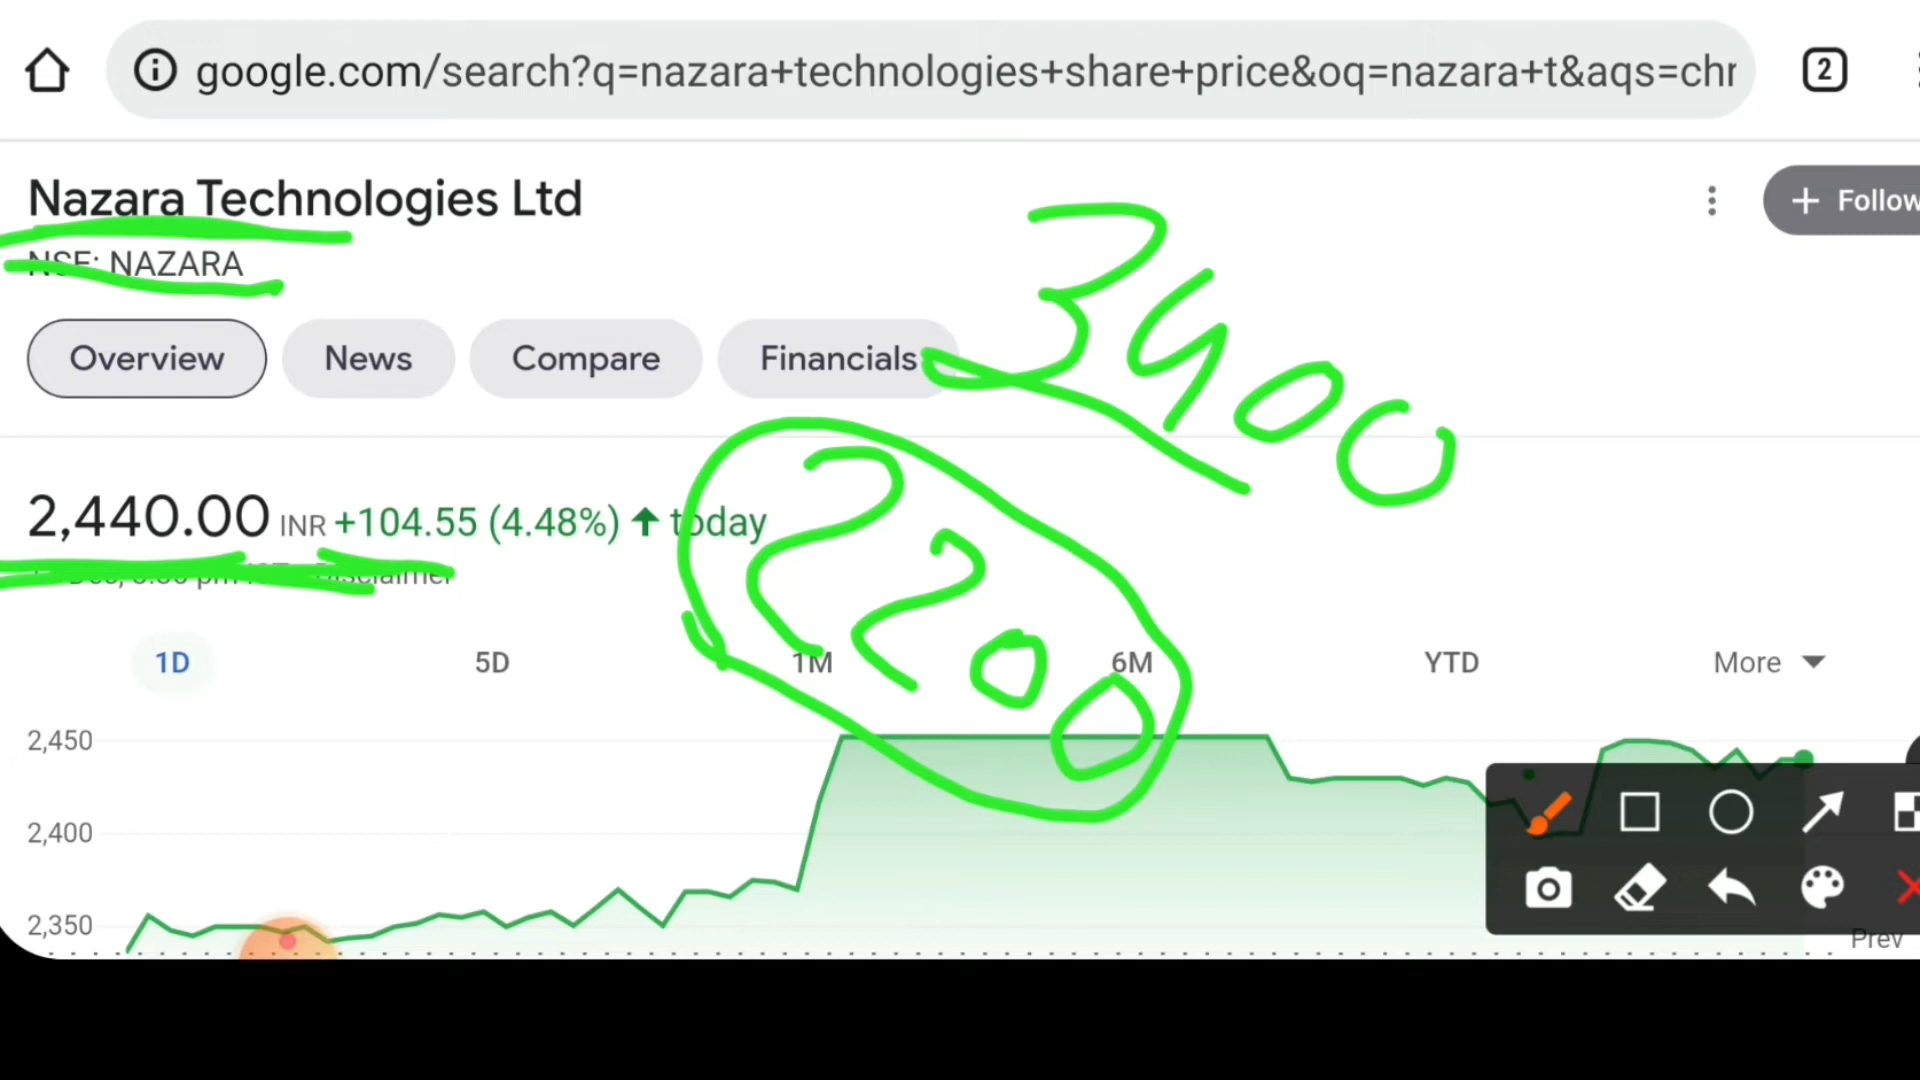 google.com/search?q=nazara+technologies+share+price&oq=nazara+t&aqs=chr
2
Nazara Technologies Ltd
+ Follow
NSE: NAZARA
3400
Overview
News
Compare
Financials
2200
2,440.00 INR +104.55 (4.48%) ↑ today
Disclaimer
1D
5D
1M
6M
YTD
More
2,450
2,400
2,350
Prev